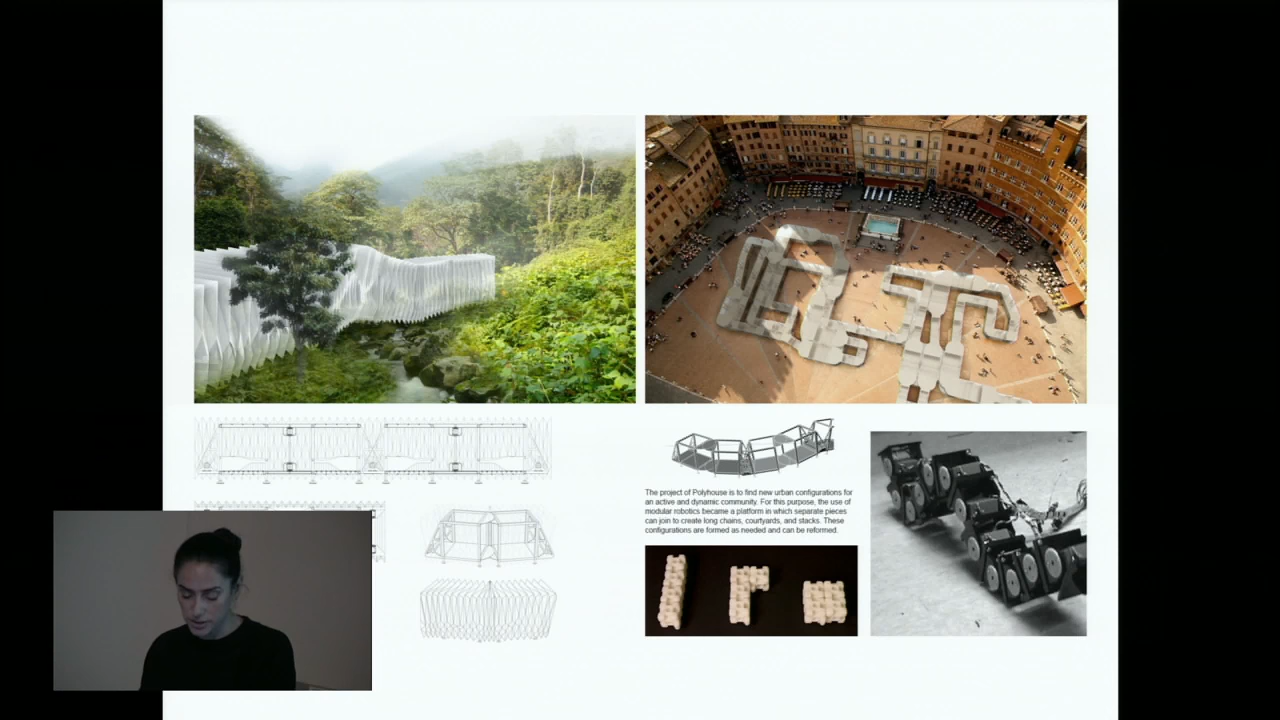 The project of Polyhouse is to find new urban configurations for
an active and dynamic community. For this purpose, the use of
modular robotics became a platform in which separate pieces
can join to create long chains, courtyards, and stacks. These
configurations are formed as needed and can be reformed.